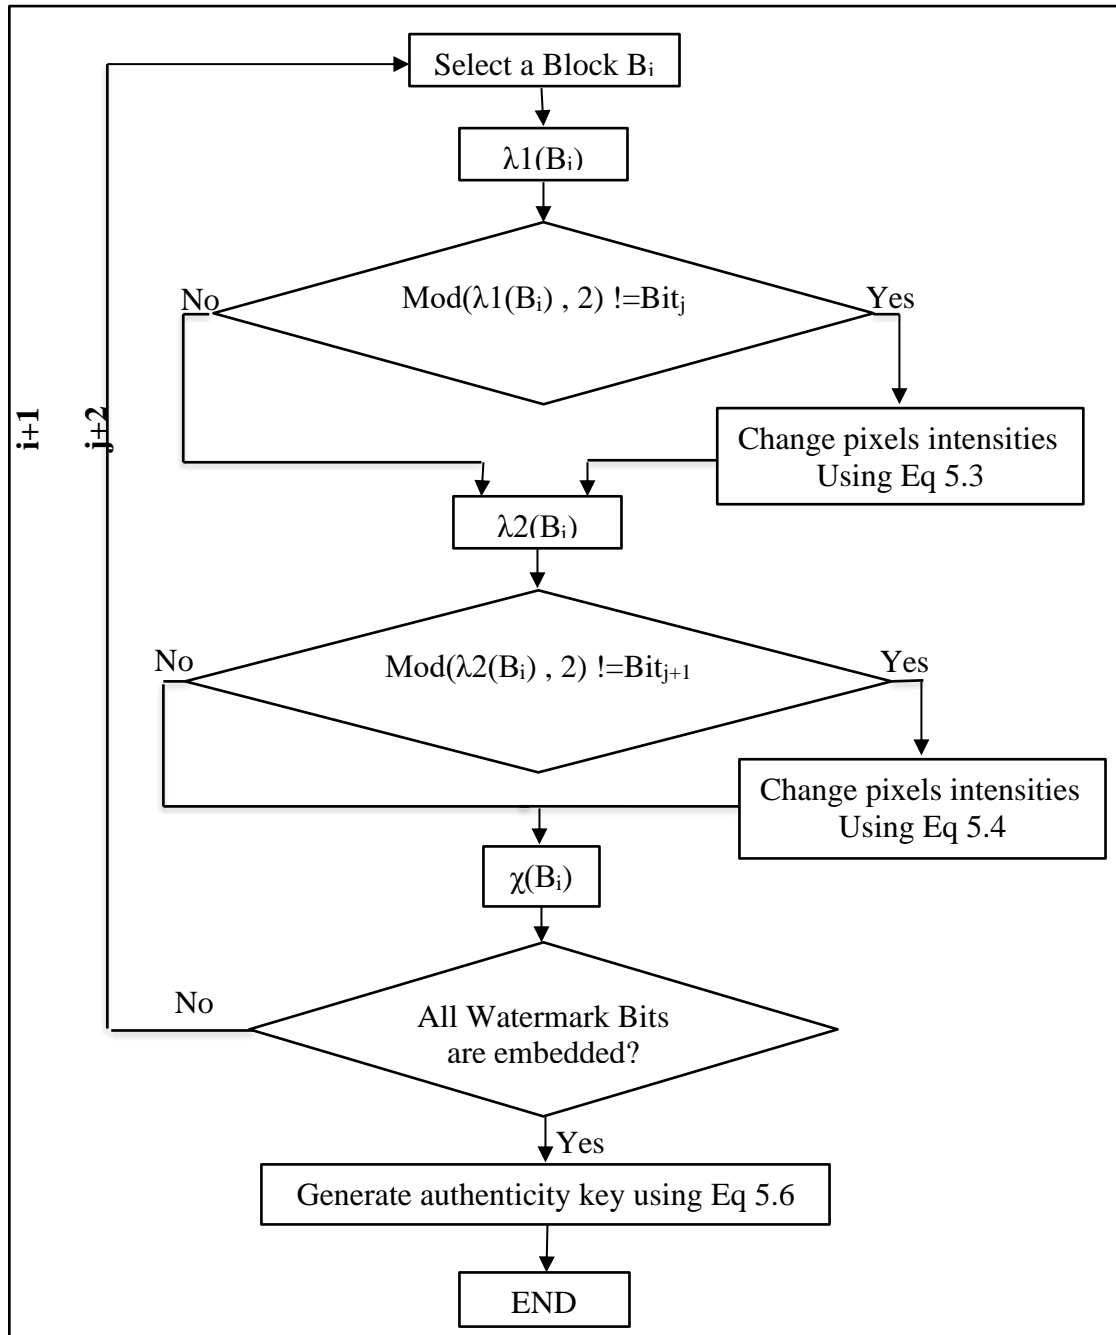 Select a Block Bᵢ
λ1(Bᵢ)
No
Mod(λ1(Bᵢ) , 2) !=Bitⱼ
Yes
i+1
j+2
Change pixels intensities
Using Eq 5.3
λ2(Bᵢ)
No
Mod(λ2(Bᵢ) , 2) !=Bitⱼ₊₁
Yes
Change pixels intensities
Using Eq 5.4
χ(Bᵢ)
No
All Watermark Bits
are embedded?
Yes
Generate authenticity key using Eq 5.6
END